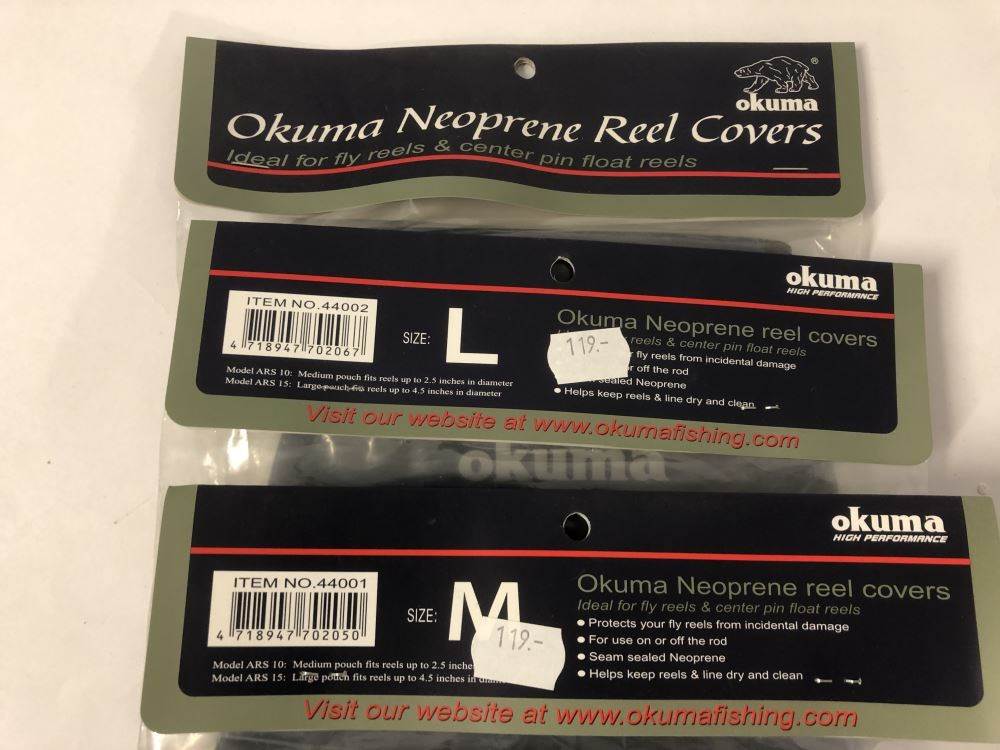 okuma
®
Okuma Neoprene Reel Covers
Ideal for fly reels & center pin float reels
okuma
HIGH PERFORMANCE
ITEM NO.44002
4 718947 702067
SIZE: L
Okuma Neoprene reel covers
reels & center pin float reels
119.-
fly reels from incidental damage
or off the rod
sealed Neoprene
• Helps keep reels & line dry and clean
Model ARS 10: Medium pouch fits reels up to 2.5 inches in diameter
Model ARS 15: Large pouch fits reels up to 4.5 inches in diameter
Visit our website at www.okumafishing.com
okuma
okuma
HIGH PERFORMANCE
ITEM NO.44001
4 718947 702050
SIZE: M
119.-
Okuma Neoprene reel covers
Ideal for fly reels & center pin float reels
• Protects your fly reels from incidental damage
• For use on or off the rod
• Seam sealed Neoprene
• Helps keep reels & line dry and clean
Model ARS 10: Medium pouch fits reels up to 2.5 inche
Model ARS 15: Large pouch fits reels up to 4.5 inches in
Visit our website at www.okumafishing.com